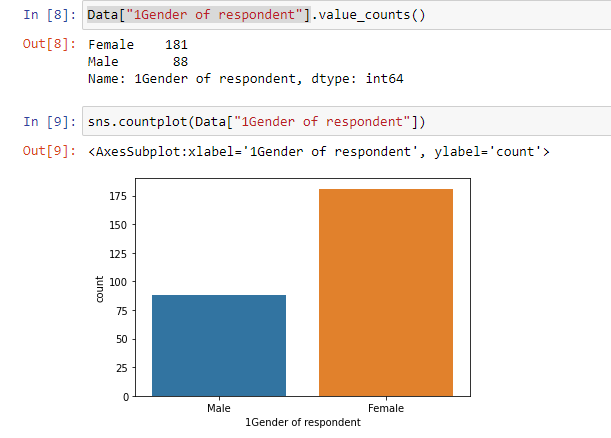 In [8]: Data["1Gender of respondent"].value_counts()
Out[8]: Female    181
Male       88
Name: 1Gender of respondent, dtype: int64
In [9]: sns.countplot(Data["1Gender of respondent"])
Out[9]: <AxesSubplot:xlabel='1Gender of respondent', ylabel='count'>
175
150
125
100
75
50
25
0
count
Male Female
1Gender of respondent